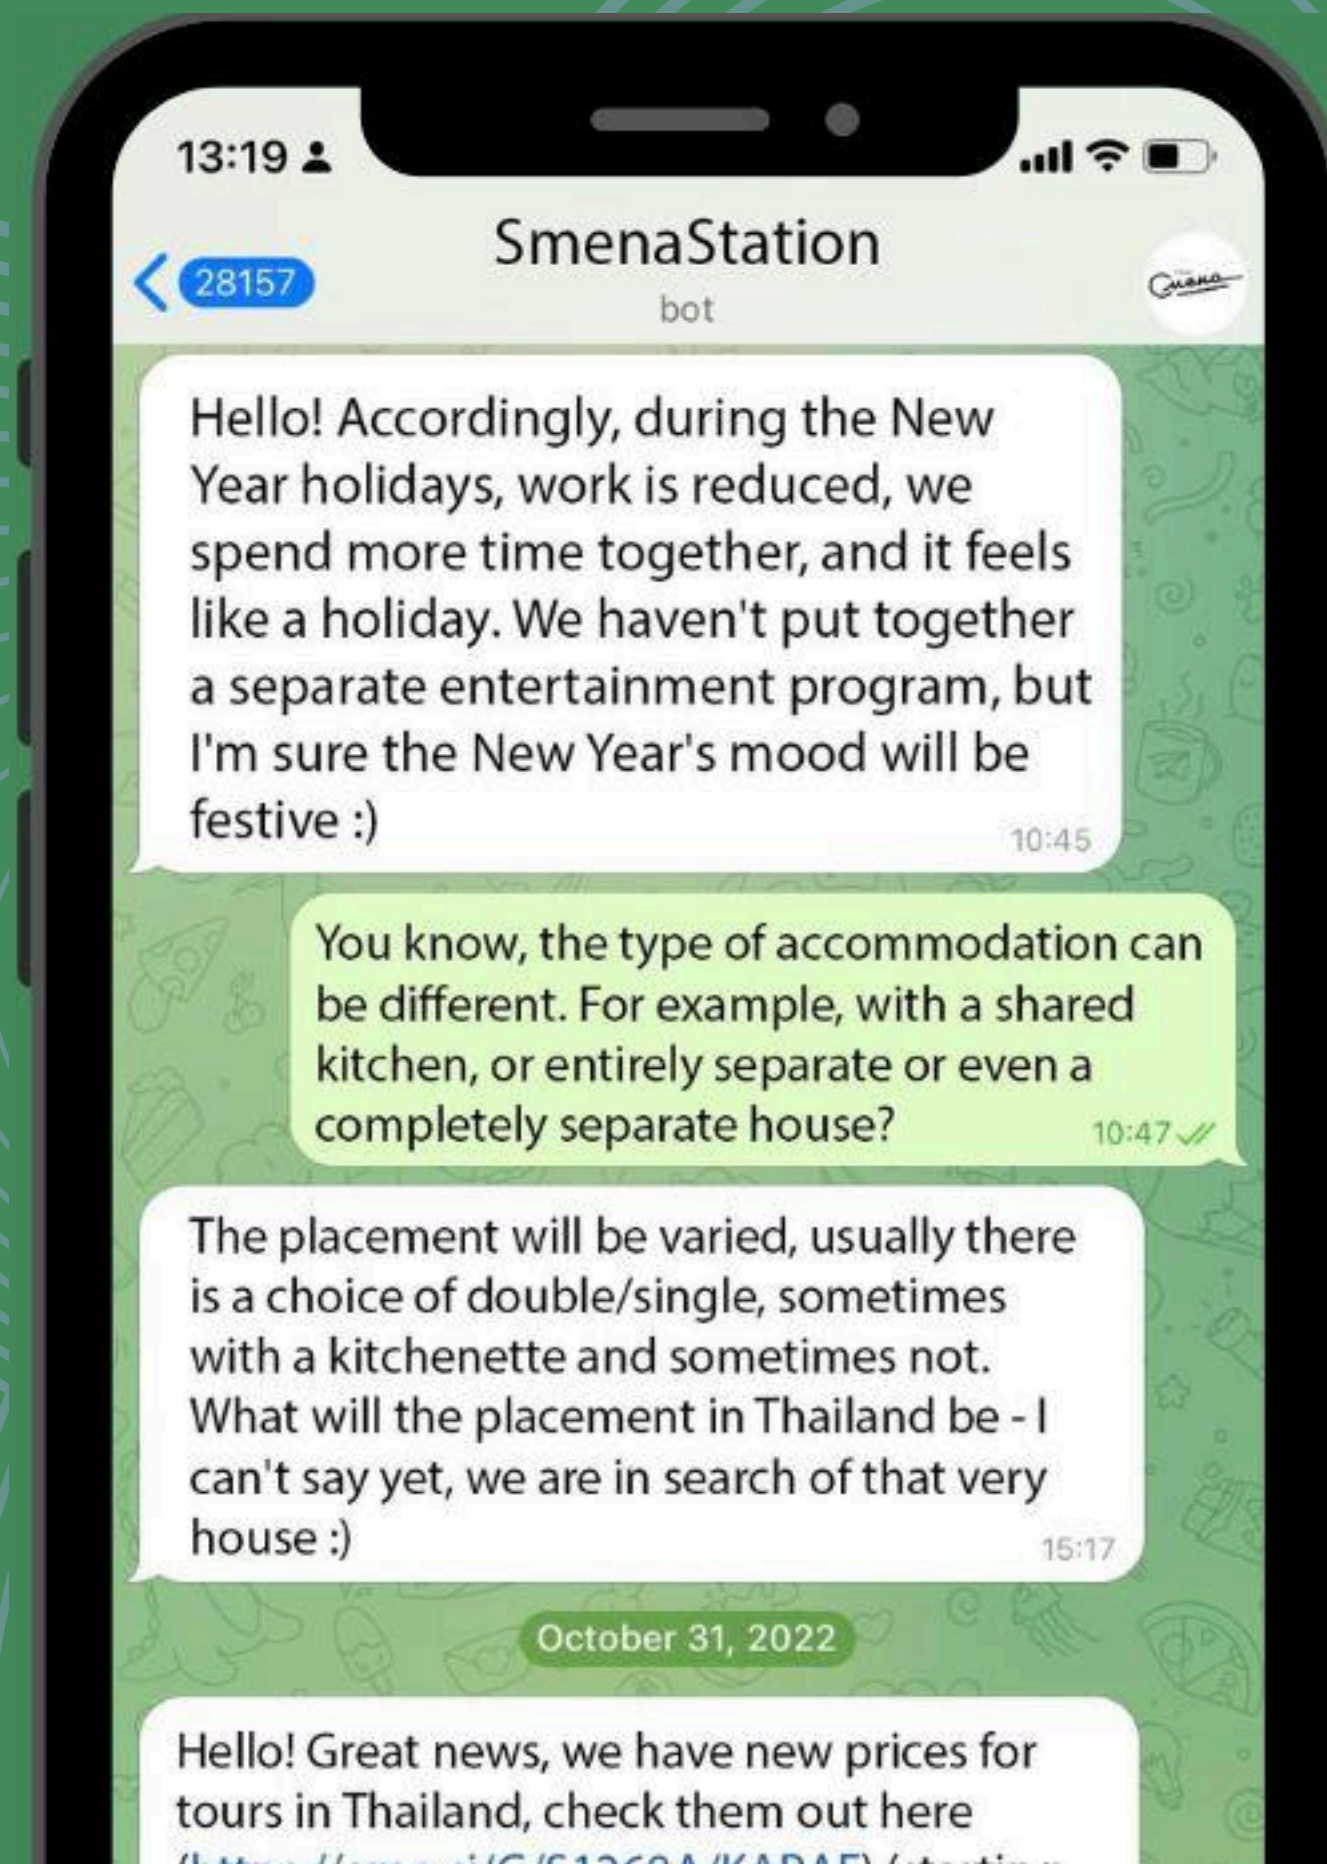 13:19
28157
SmenaStation
bot
Смена
Hello! Accordingly, during the New
Year holidays, work is reduced, we
spend more time together, and it feels
like a holiday. We haven't put together
a separate entertainment program, but
I'm sure the New Year's mood will be
festive :)
10:45
You know, the type of accommodation can
be different. For example, with a shared
kitchen, or entirely separate or even a
completely separate house?
10:47
The placement will be varied, usually there
is a choice of double/single, sometimes
with a kitchenette and sometimes not.
What will the placement in Thailand be - I
can't say yet, we are in search of that very
house :)
15:17
October 31, 2022
Hello! Great news, we have new prices for
tours in Thailand, check them out here